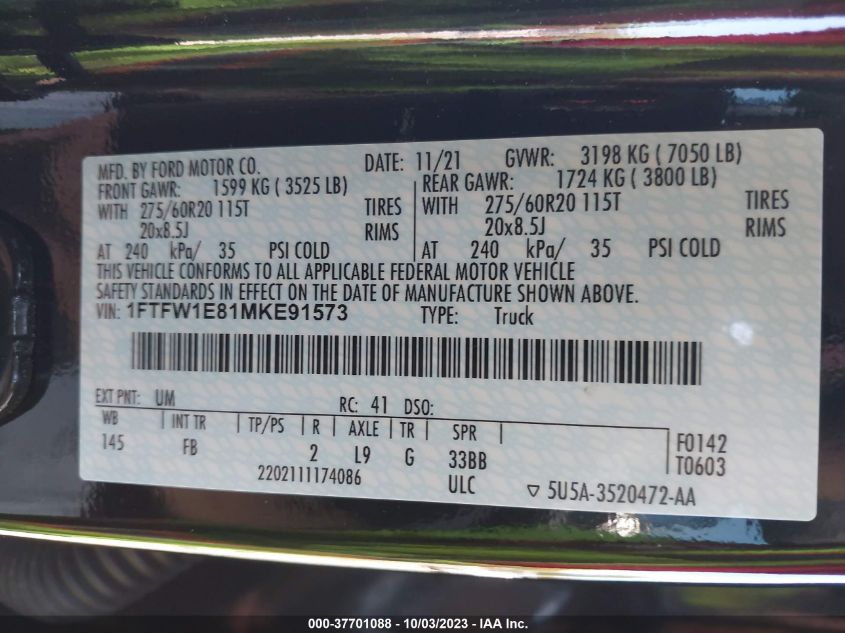 MFD. BY FORD MOTOR CO. DATE: 11/21 GVWR: 3198 KG ( 7050 LB)
FRONT GAWR: 1599 KG ( 3525 LB) REAR GAWR: 1724 KG ( 3800 LB)
WITH 275/60R20 115T TIRES WITH 275/60R20 115T TIRES
20x8.5J RIMS 20x8.5J RIMS
AT 240 kPa/ 35 PSI COLD AT 240 kPa/ 35 PSI COLD
THIS VEHICLE CONFORMS TO ALL APPLICABLE FEDERAL MOTOR VEHICLE
SAFETY STANDARDS IN EFFECT ON THE DATE OF MANUFACTURE SHOWN ABOVE.
VIN: 1FTFW1E81MKE91573 TYPE: Truck
EXT PNT: UM RC: 41 DSO:
WB INT TR TP/PS R AXLE TR SPR
145 FB 2 L9 G 33BB F0142
T0603
2202111174086 ULC ▽ 5U5A-3520472-AA
000-37701088 - 10/03/2023 - IAA Inc.